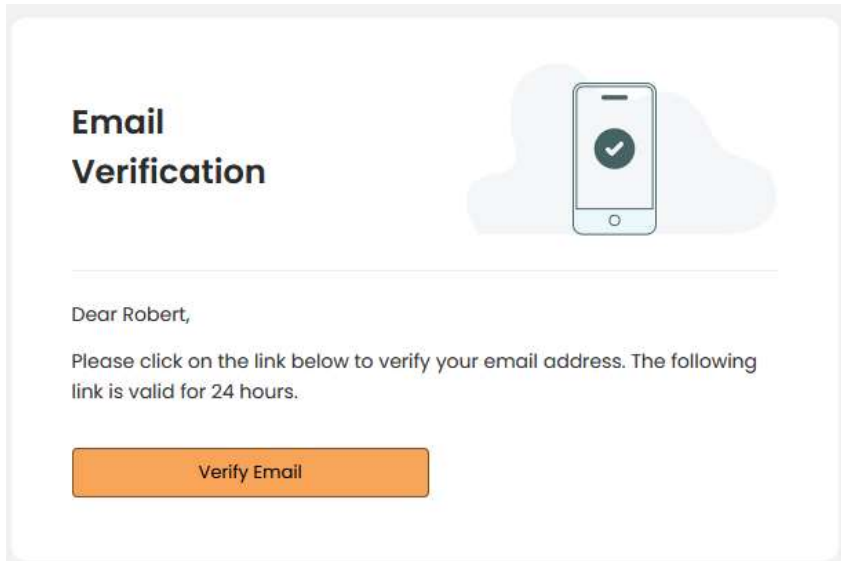 Email
Verification
Dear Robert,
Please click on the link below to verify your email address. The following
link is valid for 24 hours.
Verify Email